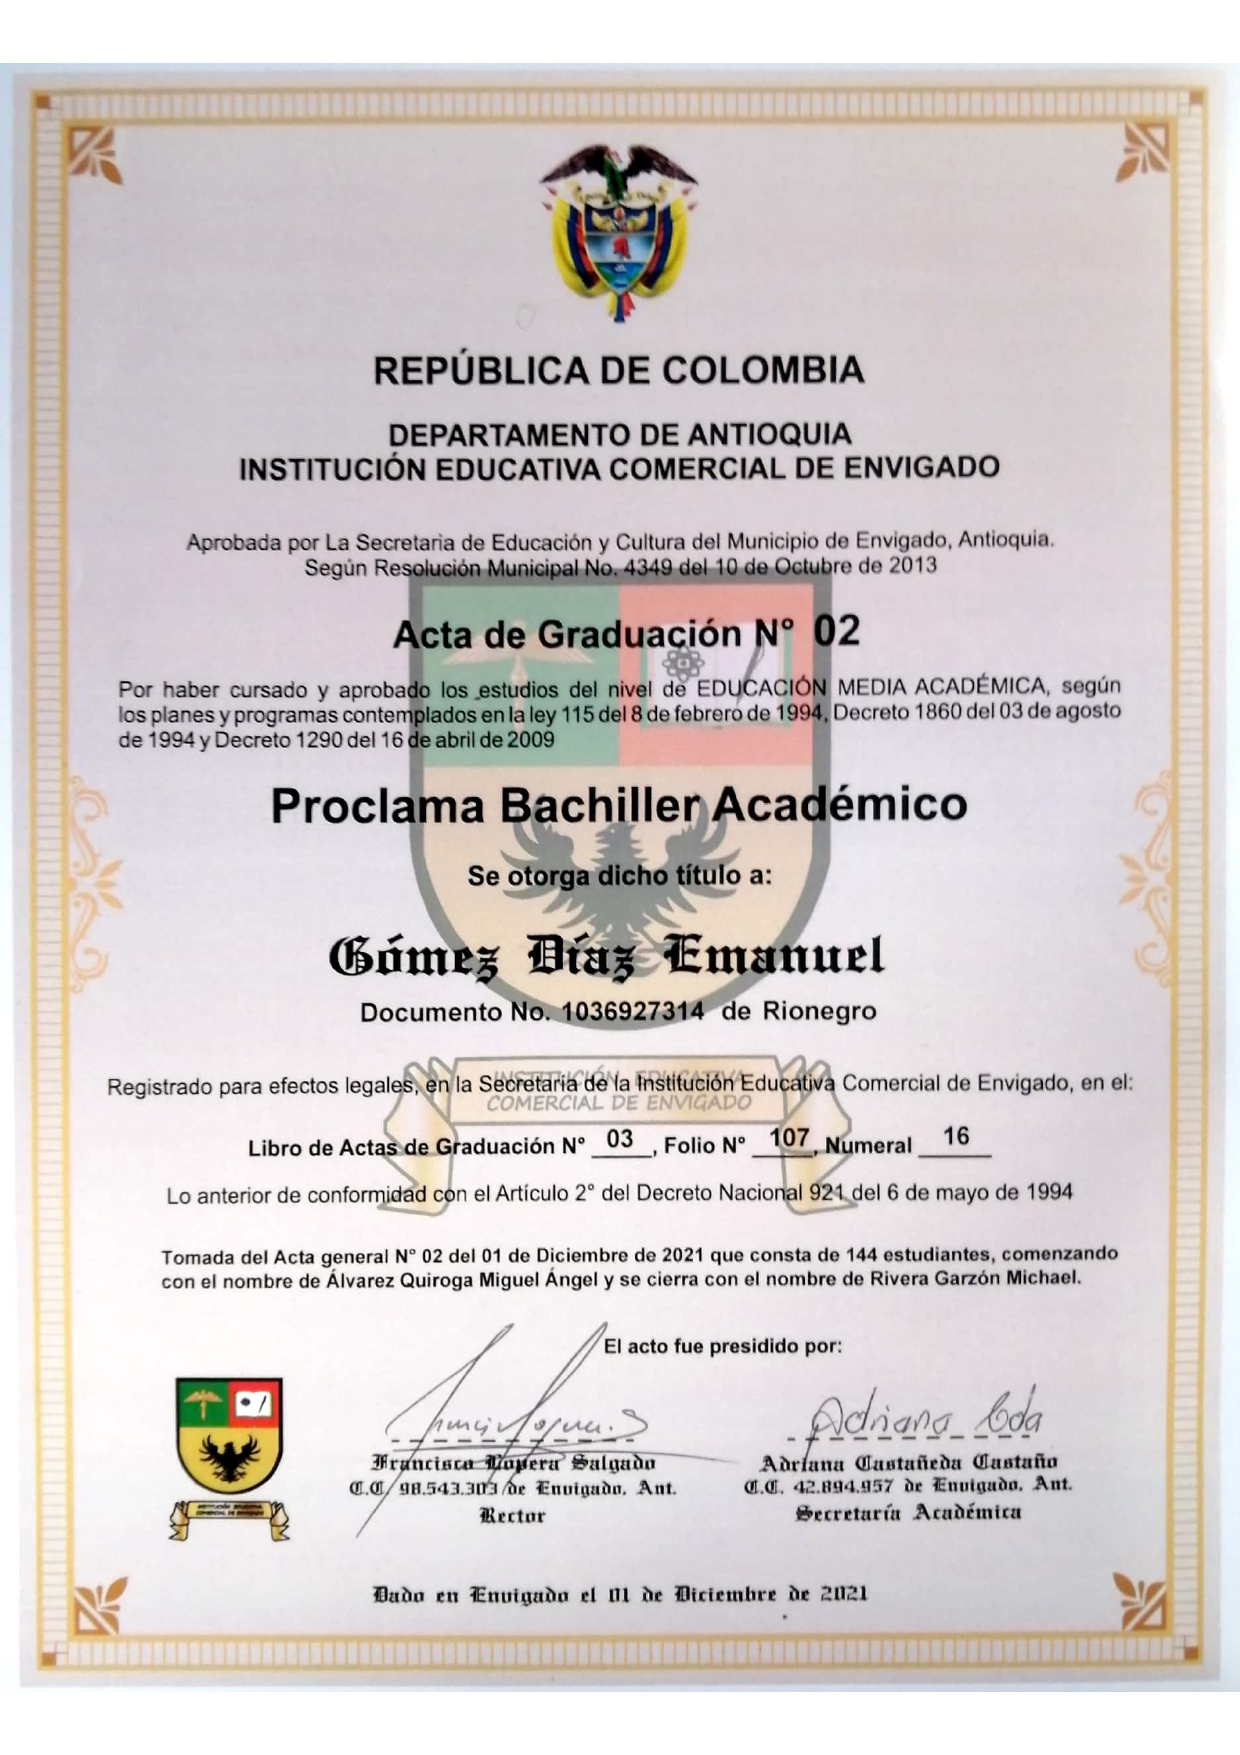 REPÚBLICA DE COLOMBIA
DEPARTAMENTO DE ANTIOQUIA
INSTITUCIÓN EDUCATIVA COMERCIAL DE ENVIGADO
Aprobada por La Secretaria de Educación y Cultura del Municipio de Envigado, Antioquia.
Según Resolución Municipal No. 4349 del 10 de Octubre de 2013
Acta de Graduación N° 02
Por haber cursado y aprobado los estudios del nivel de EDUCACIÓN MEDIA ACADÉMICA, según
los planes y programas contemplados en la ley 115 del 8 de febrero de 1994, Decreto 1860 del 03 de agosto
de 1994 y Decreto 1290 del 16 de abril de 2009
Proclama Bachiller Académico
Se otorga dicho título a:
Gómez Díaz Emanuel
Documento No. 1036927314 de Rionegro
INSTITUCIÓN EDUCATIVA
COMERCIAL DE ENVIGADO
Registrado para efectos legales, en la Secretaria de la Institución Educativa Comercial de Envigado, en el:
Libro de Actas de Graduación N° 03, Folio N° 107, Numeral 16
Lo anterior de conformidad con el Artículo 2° del Decreto Nacional 921 del 6 de mayo de 1994
Tomada del Acta general N° 02 del 01 de Diciembre de 2021 que consta de 144 estudiantes, comenzando
con el nombre de Álvarez Quiroga Miguel Ángel y se cierra con el nombre de Rivera Garzón Michael.
El acto fue presidido por:
Francisco Lopera Salgado
C.C. 98.543.303 de Envigado. Ant.
Rector
Adriana Castañeda Castaño
C.C. 42.894.957 de Envigado. Ant.
Secretaría Académica
INSTITUCIÓN EDUCATIVA
COMERCIAL DE ENVIGADO
Dado en Envigado el 01 de Diciembre de 2021